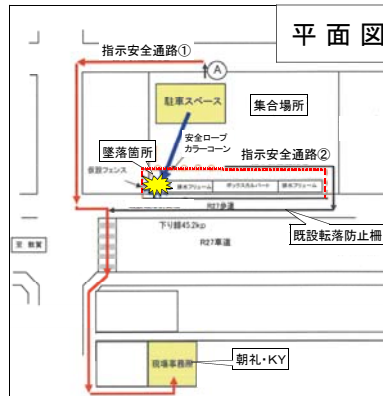 平面図
指示安全通路①
A
駐車スペース
集合場所
安全ロープ
カラーコーン
墜落箇所
指示安全通路②
仮設フェンス
排水フリューム
ボックスカルバート
排水フリューム
R27歩道
既設転落防止柵
下り線45.2kp
至 敦賀
R27車道
現場事務所
朝礼・KY